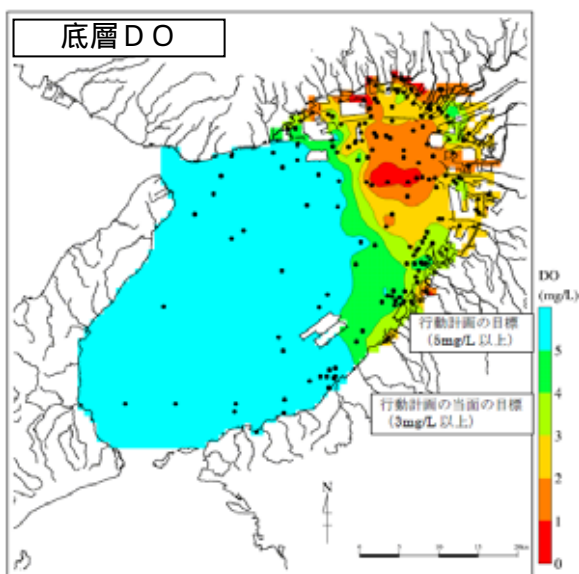 底層ＤＯ
DO
(mg/L)
行動計画の目標
（5mg/L 以上）
5
4
行動計画の当面の目標
（3mg/L 以上）
3
2
1
0
N
0 5 10 15 20km